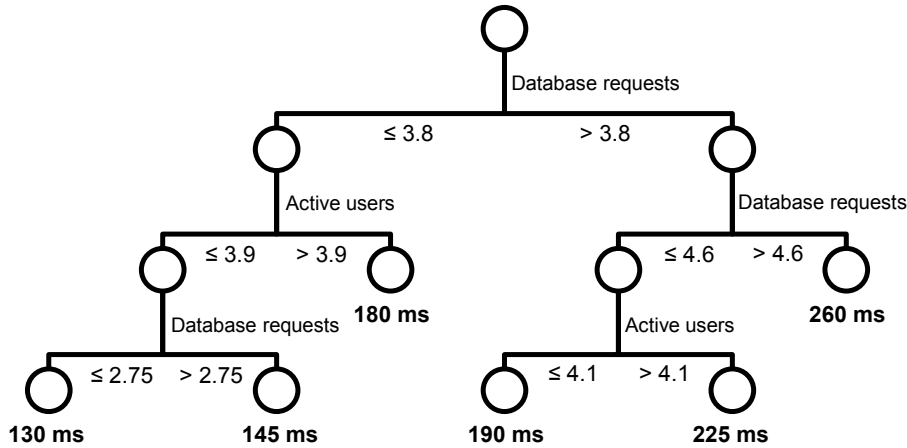 Database requests
≤ 3.8 > 3.8
Active users
Database requests
≤ 3.9 > 3.9
≤ 4.6 > 4.6
180 ms
260 ms
Database requests
Active users
≤ 2.75 > 2.75
≤ 4.1 > 4.1
130 ms
145 ms
190 ms
225 ms